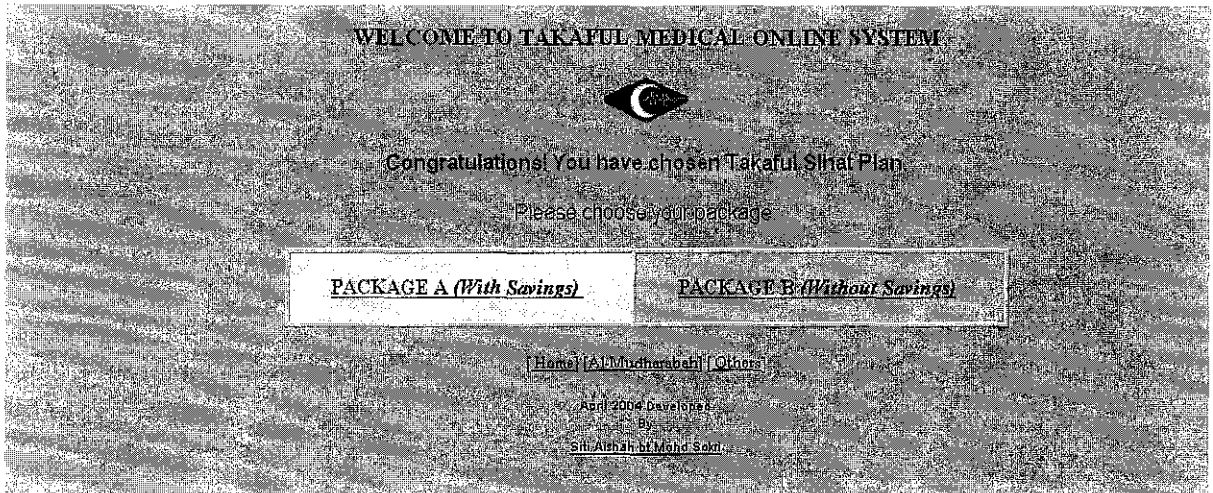 WELCOME TO TAKAFUL MEDICAL ONLINE SYSTEM
Congratulations! You have chosen Takaful Sihat Plan
Please choose your package
PACKAGE A (With Savings) PACKAGE B (Without Savings)
[ Home] [Al-Mudharabah] [ Others
April 2004 Developed
By
Siti Aishah bt Mohd Sokri